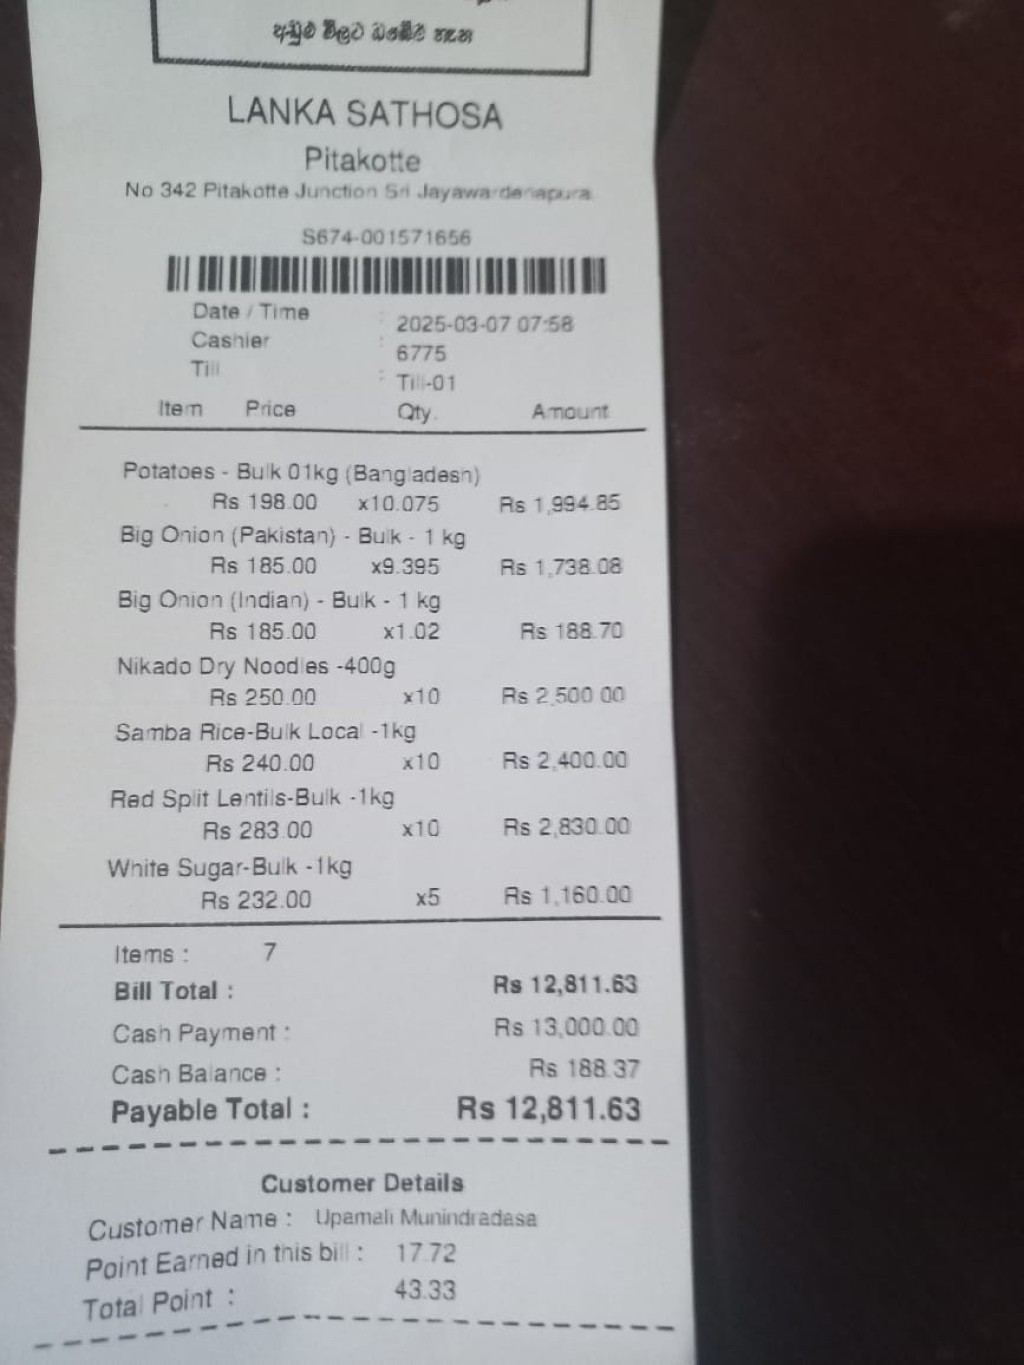 අඩුම මිලට බඩු ගන්න
LANKA SATHOSA
Pitakotte
No 342 Pitakotte Junction Sri Jayawardenapura
S674-001571656
Date / Time : 2025-03-07 07:58
Cashier : 6775
Till : Till-01
Item Price Qty. Amount
Potatoes - Bulk 01kg (Bangladesh)
Rs 198.00 x10.075 Rs 1,994.85
Big Onion (Pakistan) - Bulk - 1 kg
Rs 185.00 x9.395 Rs 1,738.08
Big Onion (Indian) - Bulk - 1 kg
Rs 185.00 x1.02 Rs 188.70
Nikado Dry Noodles -400g
Rs 250.00 x10 Rs 2,500.00
Samba Rice-Bulk Local -1kg
Rs 240.00 x10 Rs 2,400.00
Red Split Lentils-Bulk -1kg
Rs 283.00 x10 Rs 2,830.00
White Sugar-Bulk -1kg
Rs 232.00 x5 Rs 1,160.00
Items : 7
Bill Total : Rs 12,811.63
Cash Payment : Rs 13,000.00
Cash Balance : Rs 188.37
Payable Total : Rs 12,811.63
Customer Details
Customer Name : Upamali Munindradasa
Point Earned in this bill : 17.72
Total Point : 43.33